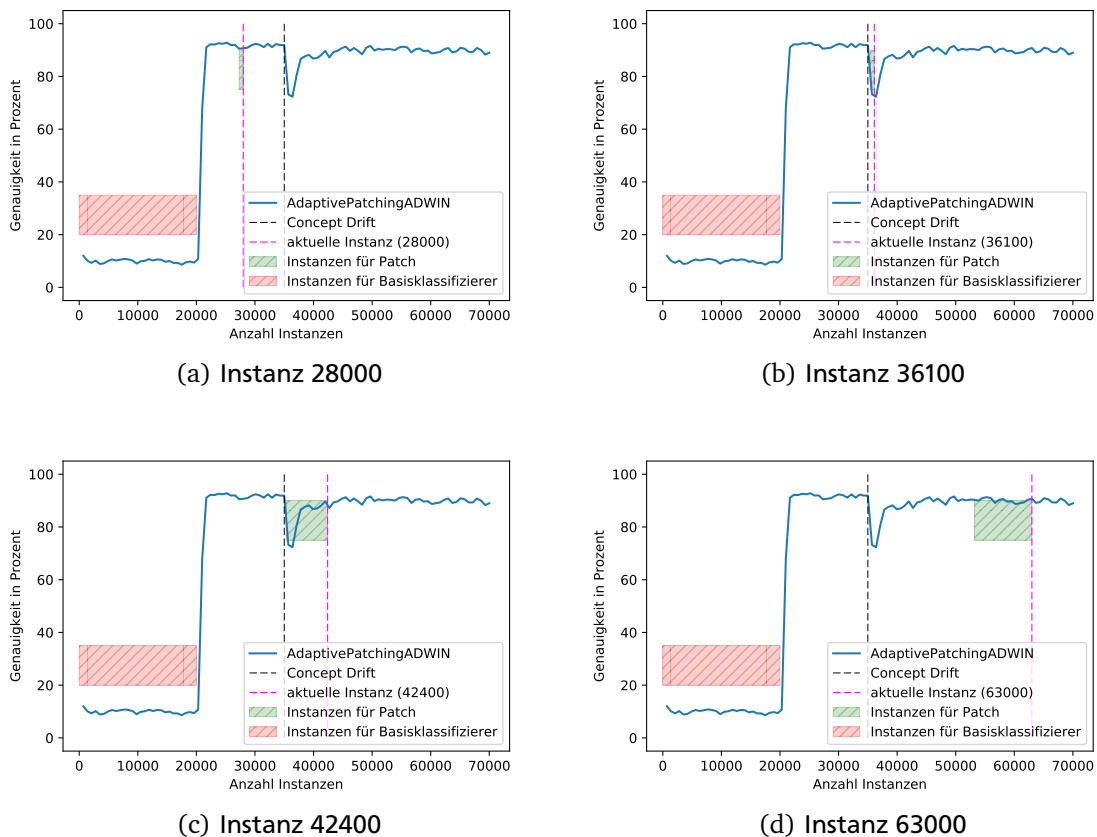 100
80
60
40
20
0
Genauigkeit in Prozent
AdaptivePatchingADWIN
Concept Drift
aktuelle Instanz (28000)
Instanzen für Patch
Instanzen für Basisklassifizierer
0 10000 20000 30000 40000 50000 60000 70000
Anzahl Instanzen
(a) Instanz 28000
100
80
60
40
20
0
Genauigkeit in Prozent
AdaptivePatchingADWIN
Concept Drift
aktuelle Instanz (36100)
Instanzen für Patch
Instanzen für Basisklassifizierer
0 10000 20000 30000 40000 50000 60000 70000
Anzahl Instanzen
(b) Instanz 36100
100
80
60
40
20
0
Genauigkeit in Prozent
AdaptivePatchingADWIN
Concept Drift
aktuelle Instanz (42400)
Instanzen für Patch
Instanzen für Basisklassifizierer
0 10000 20000 30000 40000 50000 60000 70000
Anzahl Instanzen
(c) Instanz 42400
100
80
60
40
20
0
Genauigkeit in Prozent
AdaptivePatchingADWIN
Concept Drift
aktuelle Instanz (63000)
Instanzen für Patch
Instanzen für Basisklassifizierer
0 10000 20000 30000 40000 50000 60000 70000
Anzahl Instanzen
(d) Instanz 63000